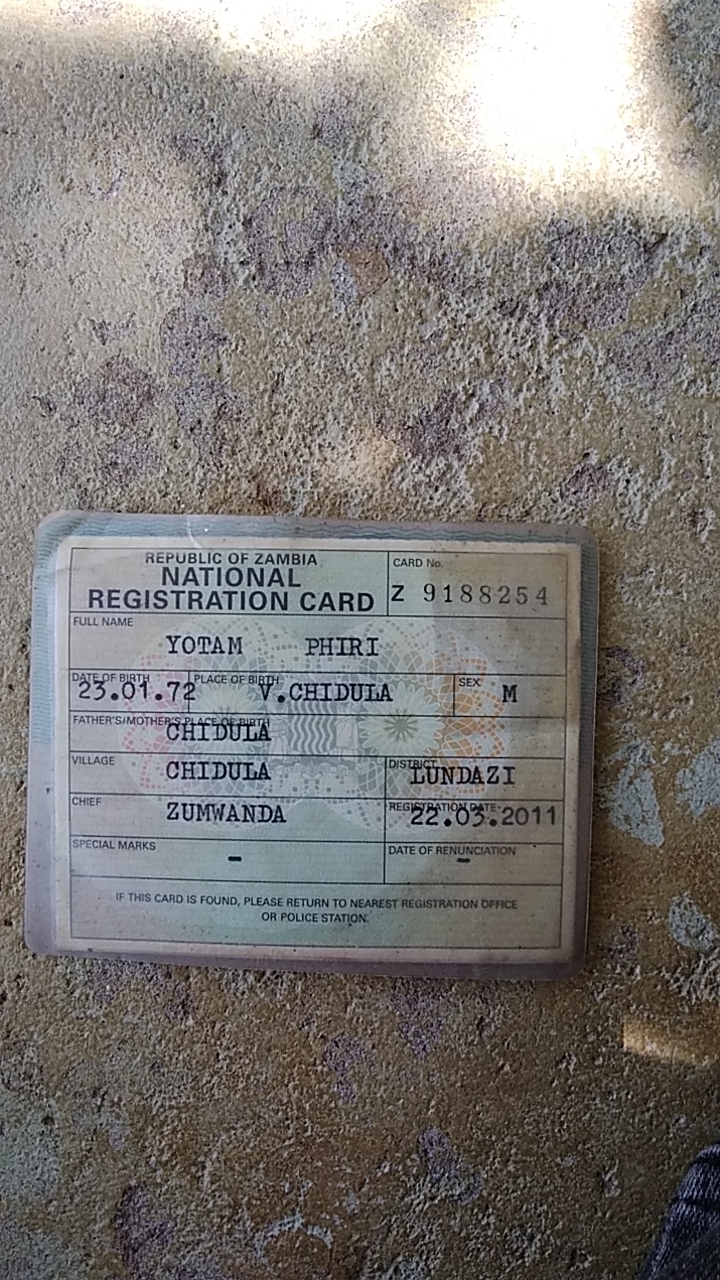 REPUBLIC OF ZAMBIA
NATIONAL
REGISTRATION CARD
CARD No.
Z 9188254
FULL NAME
YOTAM PHIRI
DATE OF BIRTH
23.01.72
PLACE OF BIRTH
V.CHIDULA
SEX
M
FATHER'S/MOTHER'S PLACE OF BIRTH
CHIDULA
VILLAGE
CHIDULA
DISTRICT
LUNDAZI
CHIEF
ZUMWANDA
REGISTRATION DATE
22.03.2011
SPECIAL MARKS
-
DATE OF RENUNCIATION
-
IF THIS CARD IS FOUND, PLEASE RETURN TO NEAREST REGISTRATION OFFICE
OR POLICE STATION.